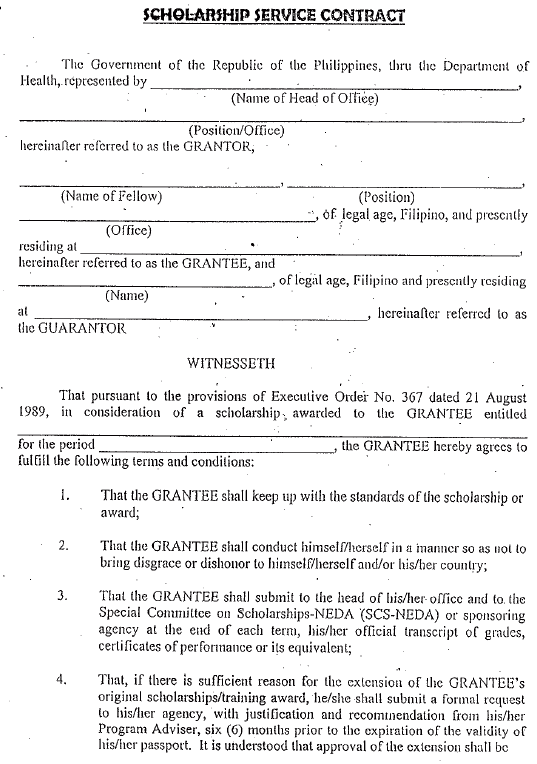 SCHOLARSHIP SERVICE CONTRACT
The Government of the Republic of the Philippines, thru the Department of
Health, represented by ,
(Name of Head of Office)
,
(Position/Office)
hereinafter referred to as the GRANTOR,
, ,
(Name of Fellow) (Position)
, of legal age, Filipino, and presently
(Office)
residing at ,
hereinafter referred to as the GRANTEE, and
, of legal age, Filipino and presently residing
(Name)
at , hereinafter referred to as
the GUARANTOR
WITNESSETH
That pursuant to the provisions of Executive Order No. 367 dated 21 August
1989, in consideration of a scholarship awarded to the GRANTEE entitled
for the period , the GRANTEE hereby agrees to
fulfill the following terms and conditions:
1. That the GRANTEE shall keep up with the standards of the scholarship or
award;
2. That the GRANTEE shall conduct himself/herself in a manner so as not to
bring disgrace or dishonor to himself/herself and/or his/her country;
3. That the GRANTEE shall submit to the head of his/her office and to the
Special Committee on Scholarships-NEDA (SCS-NEDA) or sponsoring
agency at the end of each term, his/her official transcript of grades,
certificates of performance or its equivalent;
4. That, if there is sufficient reason for the extension of the GRANTEE's
original scholarships/training award, he/she shall submit a formal request
to his/her agency, with justification and recommendation from his/her
Program Adviser, six (6) months prior to the expiration of the validity of
his/her passport. It is understood that approval of the extension shall be